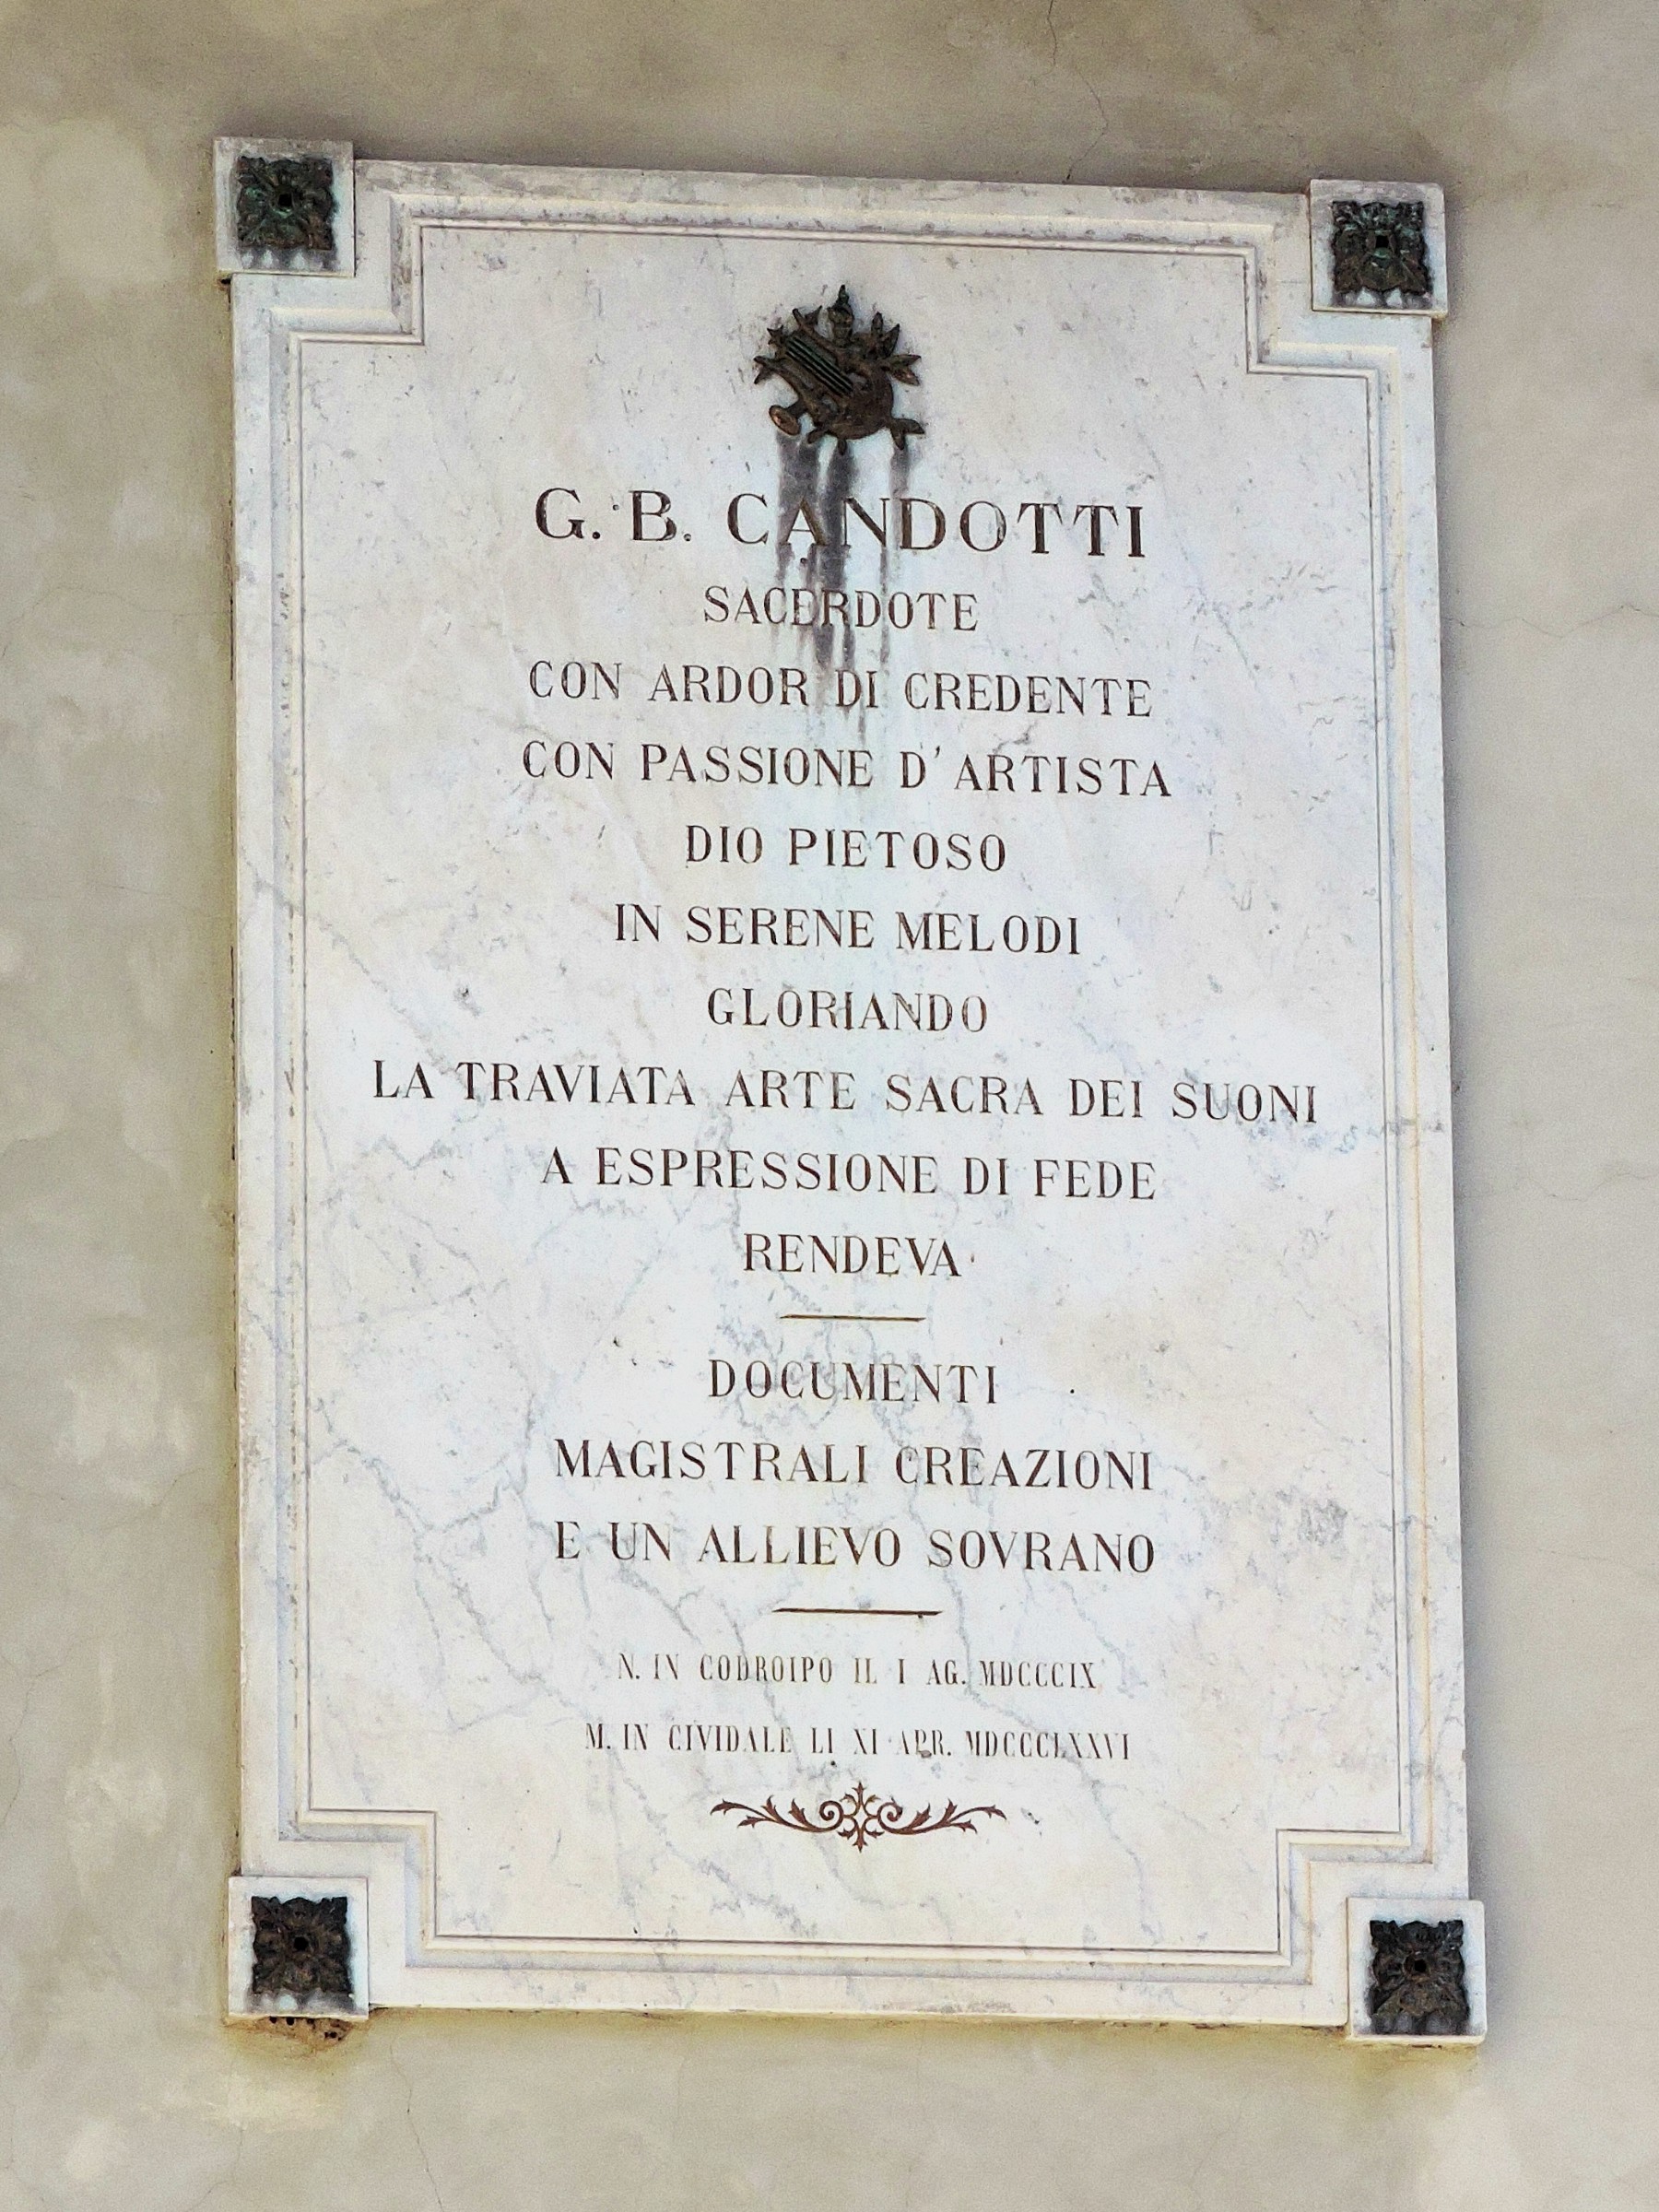 G. B. CANDOTTI
SACERDOTE
CON ARDOR DI CREDENTE
CON PASSIONE D'ARTISTA
DIO PIETOSO
IN SERENE MELODI
GLORIANDO
LA TRAVIATA ARTE SACRA DEI SUONI
A ESPRESSIONE DI FEDE
RENDEVA
DOCUMENTI
MAGISTRALI CREAZIONI
E UN ALLIEVO SOVRANO
N. IN CODROIPO IL I AG. MDCCCIX
M. IN CIVIDALE LI XI APR. MDCCCLXXVI